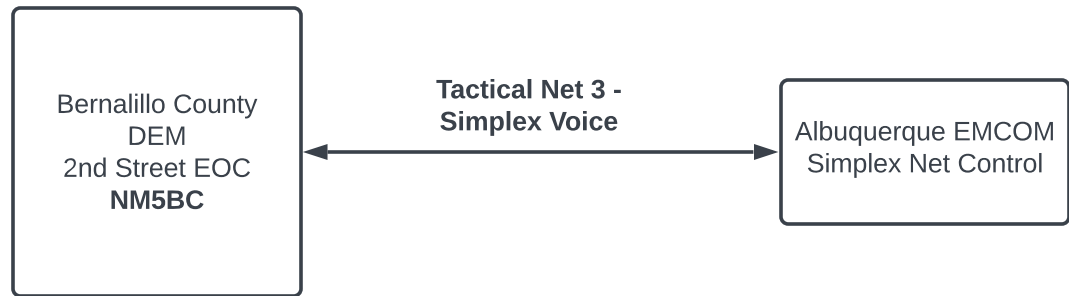 Bernalillo County
DEM
2nd Street EOC
NM5BC
Tactical Net 3 -
Simplex Voice
Albuquerque EMCOM
Simplex Net Control